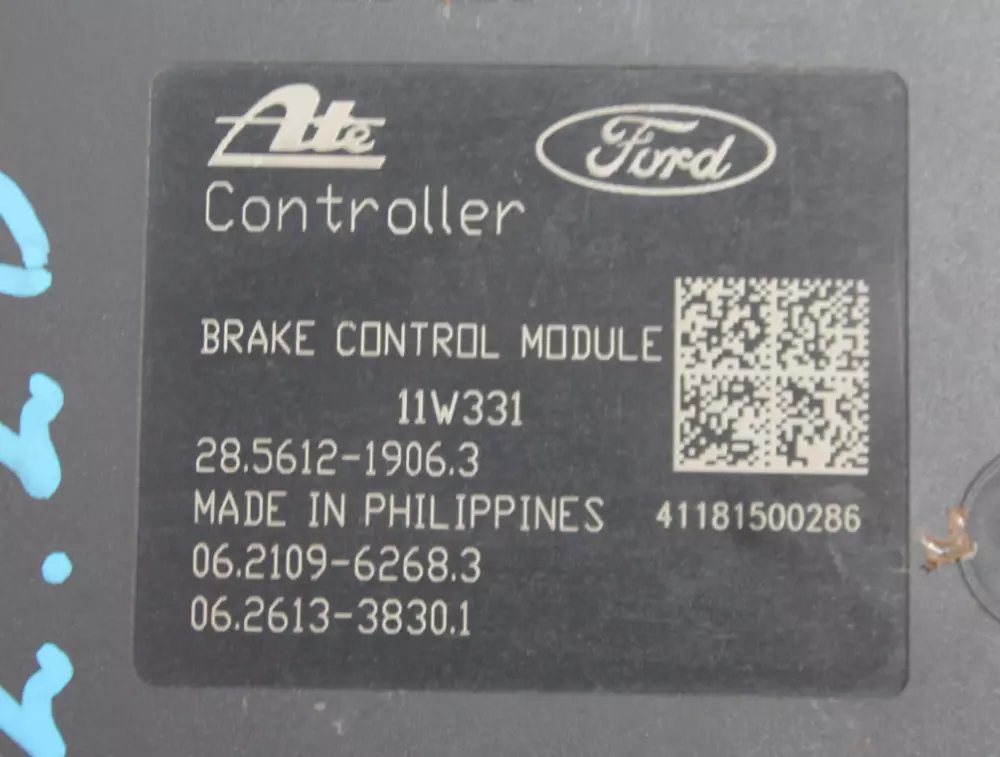 Ate
Ford
Controller
BRAKE CONTROL MODULE
11W331
28.5612-1906.3
MADE IN PHILIPPINES
41181500286
06.2109-6268.3
06.2613-3830.1